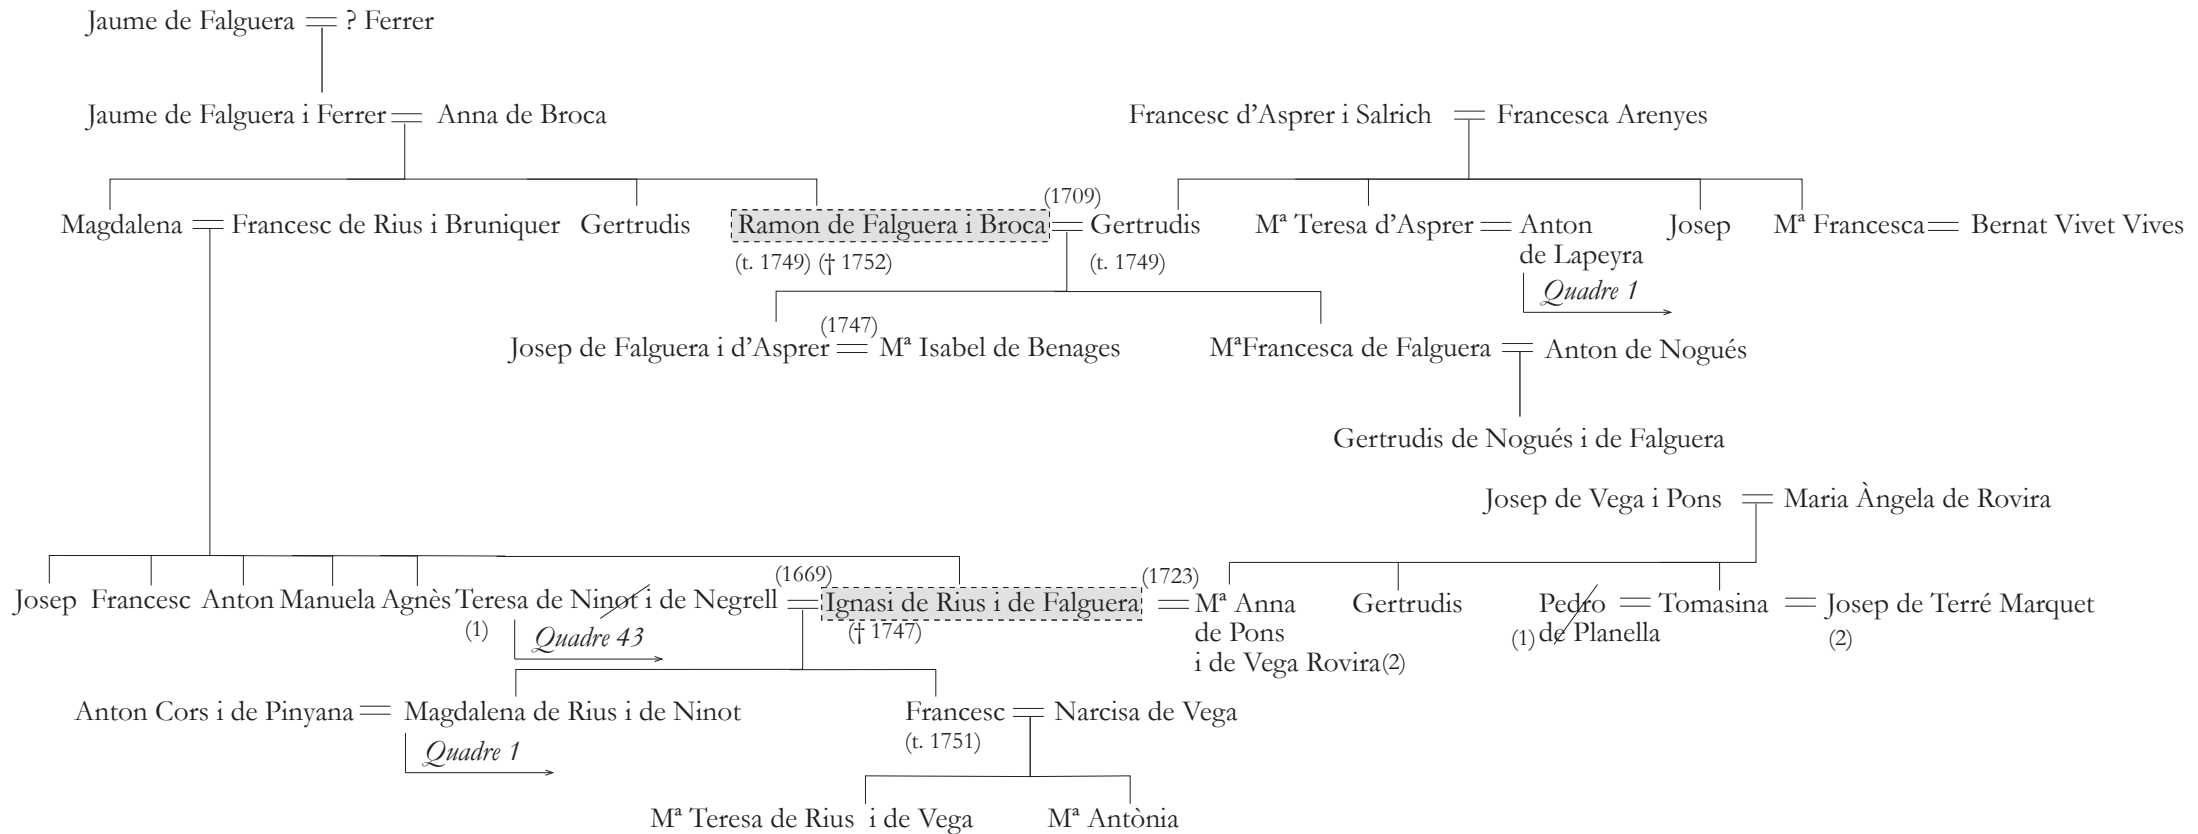 Jaume de Falguera ? Ferrer
Jaume de Falguera i Ferrer Anna de Broca
Francesc d'Asprer i Salrich Francesca Arenyes
(1709)
Magdalena Francesc de Rius i Bruniquer Gertrudis Ramon de Falguera i Broca Gertrudis Mª Teresa d'Asprer Anton Josep Mª Francesca Bernat Vivet Vives
de Lapeyra
(t. 1749) († 1752) (t. 1749)
Quadre 1
(1747)
Josep de Falguera i d'Asprer Mª Isabel de Benages MªFrancesca de Falguera Anton de Nogués
Gertrudis de Nogués i de Falguera
Josep de Vega i Pons Maria Àngela de Rovira
(1669) (1723)
Josep Francesc Anton Manuela Agnès Teresa de Ninot i de Negrell Ignasi de Rius i de Falguera Mª Anna Gertrudis Pedro Tomasina Josep de Terré Marquet
(1) Quadre 43 († 1747) de Pons (1) de Planella (2)
i de Vega Rovira(2)
Anton Cors i de Pinyana Magdalena de Rius i de Ninot Francesc Narcisa de Vega
Quadre 1 (t. 1751)
Mª Teresa de Rius i de Vega Mª Antònia